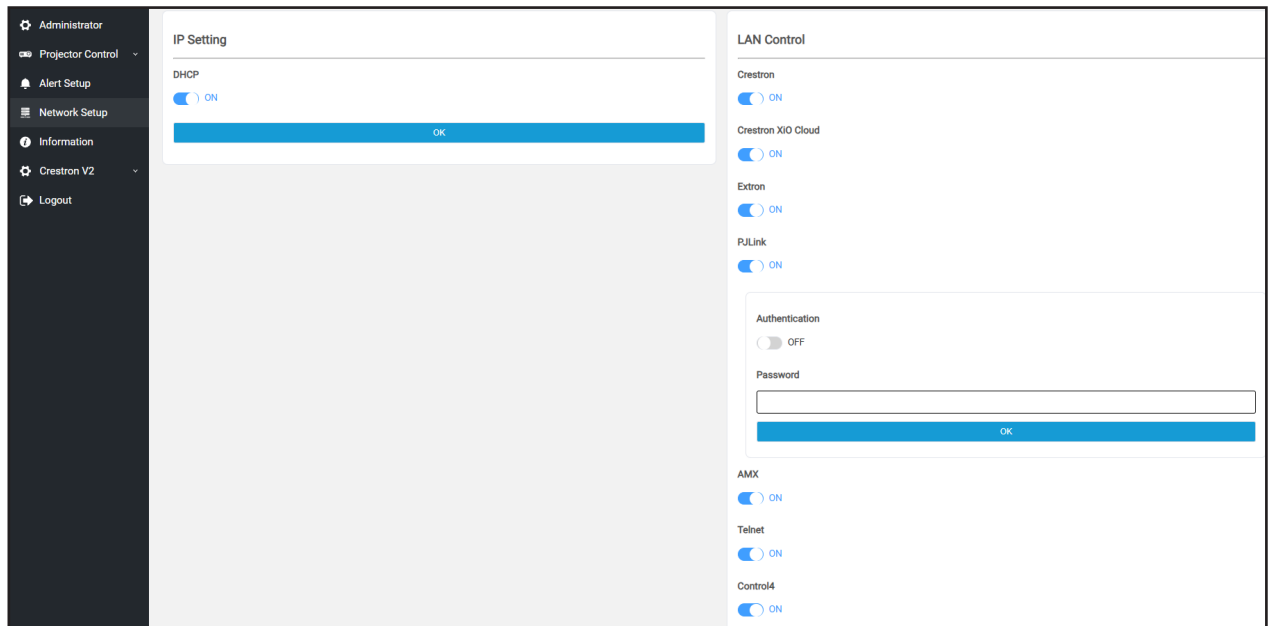 Administrator
Projector Control
Alert Setup
Network Setup
Information
Crestron V2
Logout
IP Setting
DHCP
ON
OK
LAN Control
Crestron
ON
Crestron XiO Cloud
ON
Extron
ON
PJLink
ON
Authentication
OFF
Password
OK
AMX
ON
Telnet
ON
Control4
ON